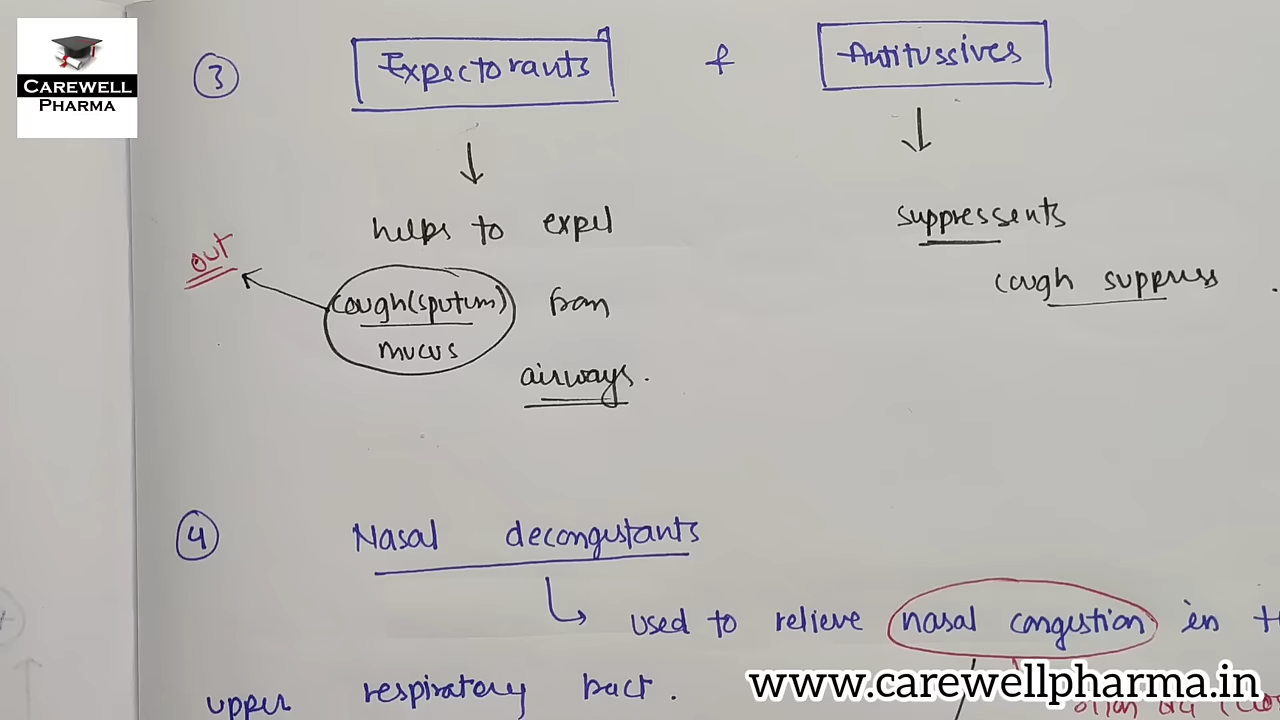 CAREWELL
PHARMA
③ Expectorants & Antitussives
helps to expel
cough(sputum) from
mucus
airways.
out
suppressents
cough suppress .
④ Nasal decongestants
used to relieve nasal congestion in
upper respiratory tract .
www.carewellpharma.in